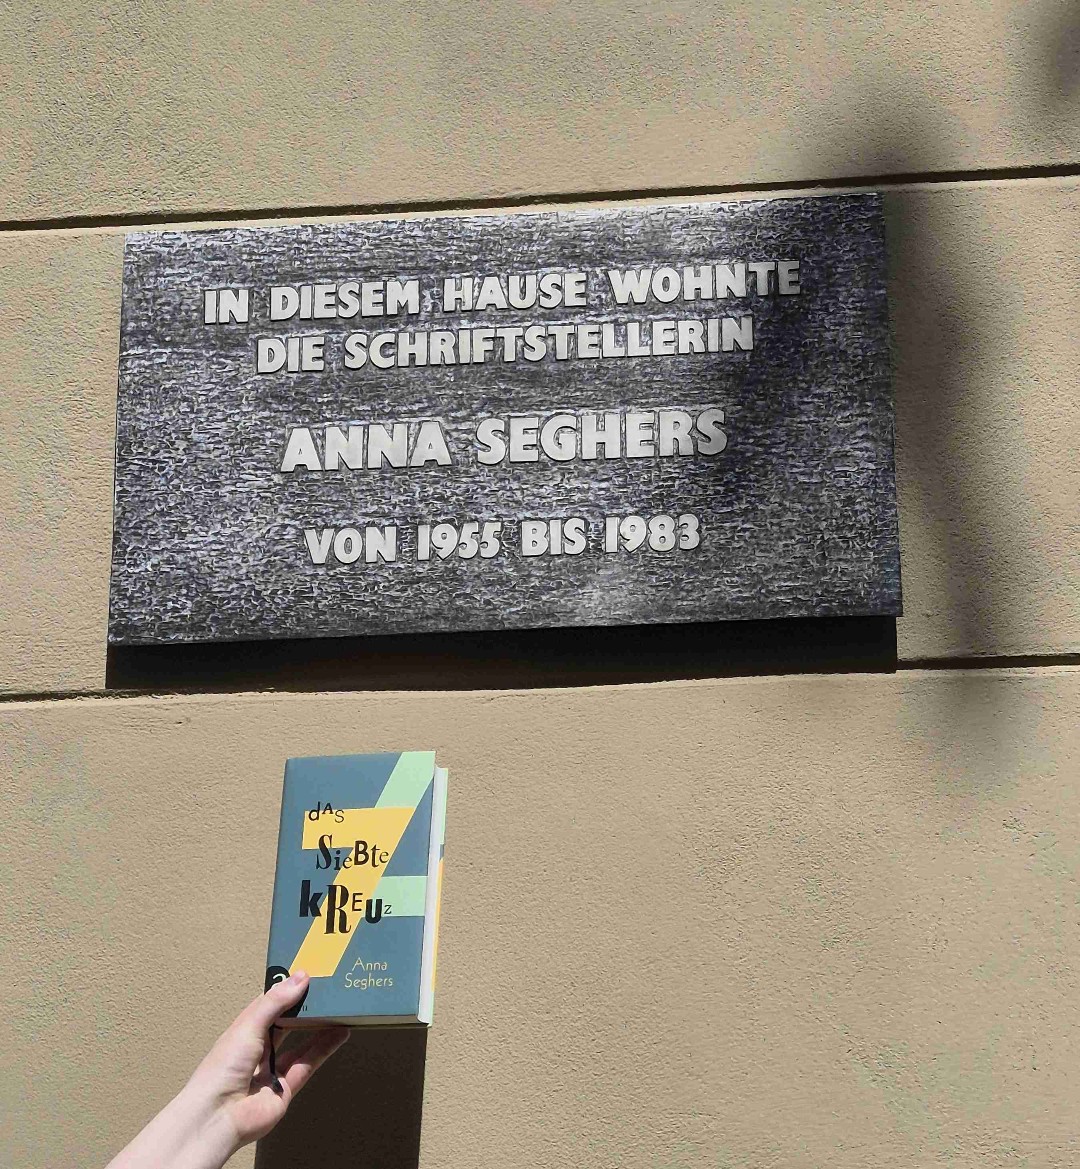 IN DIESEM HAUSE WOHNTE
DIE SCHRIFTSTELLERIN
ANNA SEGHERS
VON 1955 BIS 1983
dAS
SieBte
kREUz
Anna
Seghers